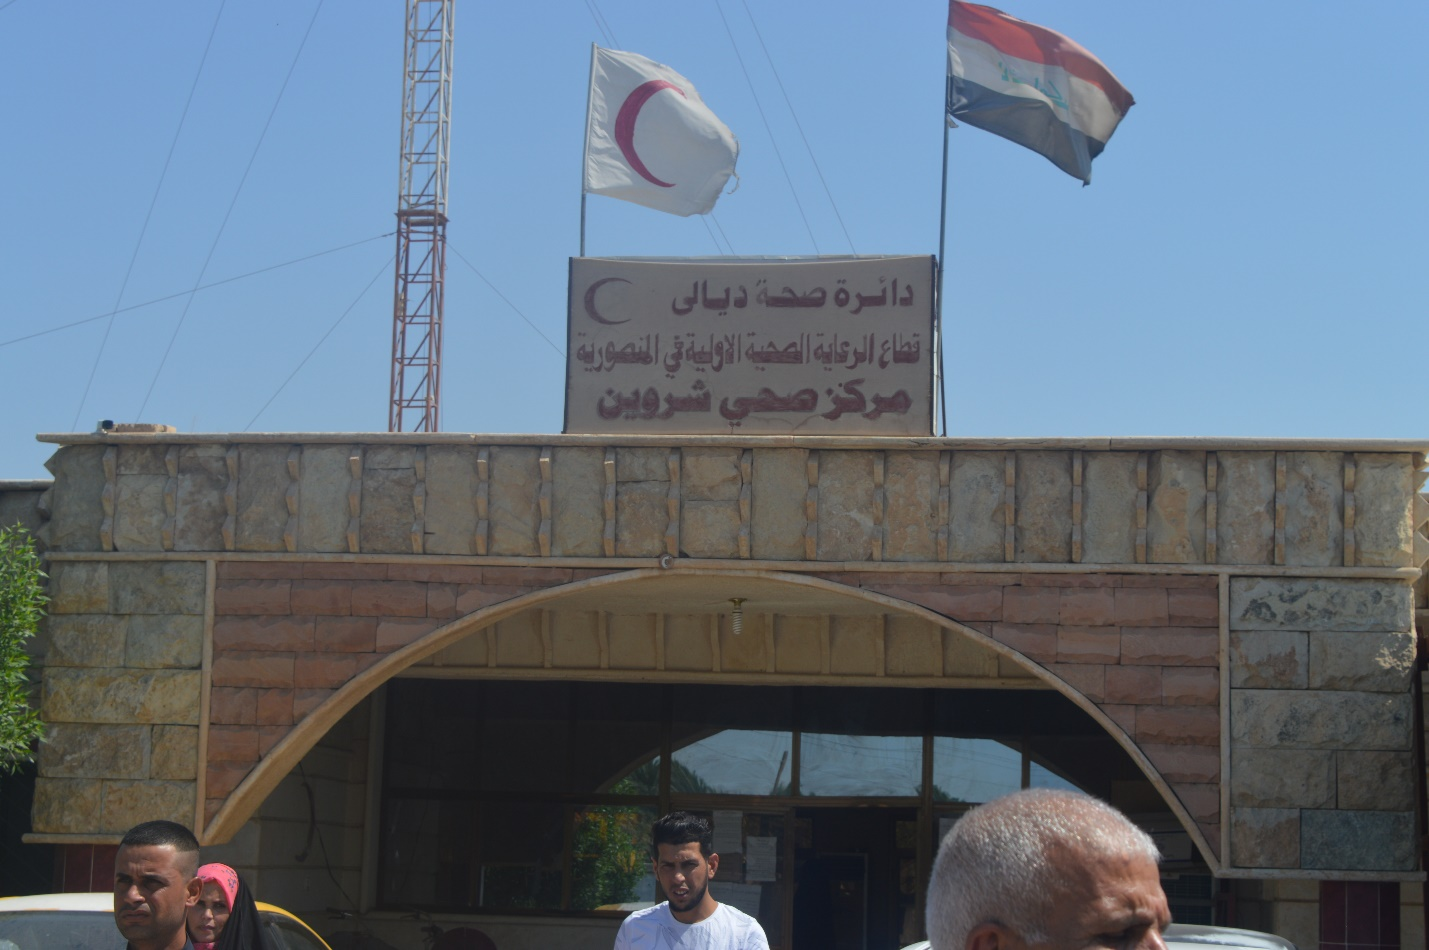 دائرة صحة ديالى
قطاع الرعاية الصحية الاولية في المنصورية
مركز صحي شروين